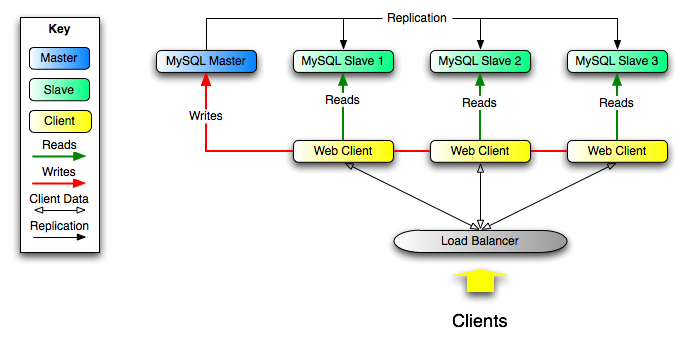 Key
Master
Slave
Client
Reads
Writes
Client Data
Replication
Replication
MySQL Master
MySQL Slave 1
MySQL Slave 2
MySQL Slave 3
Reads
Reads
Reads
Writes
Web Client
Web Client
Web Client
Load Balancer
Clients